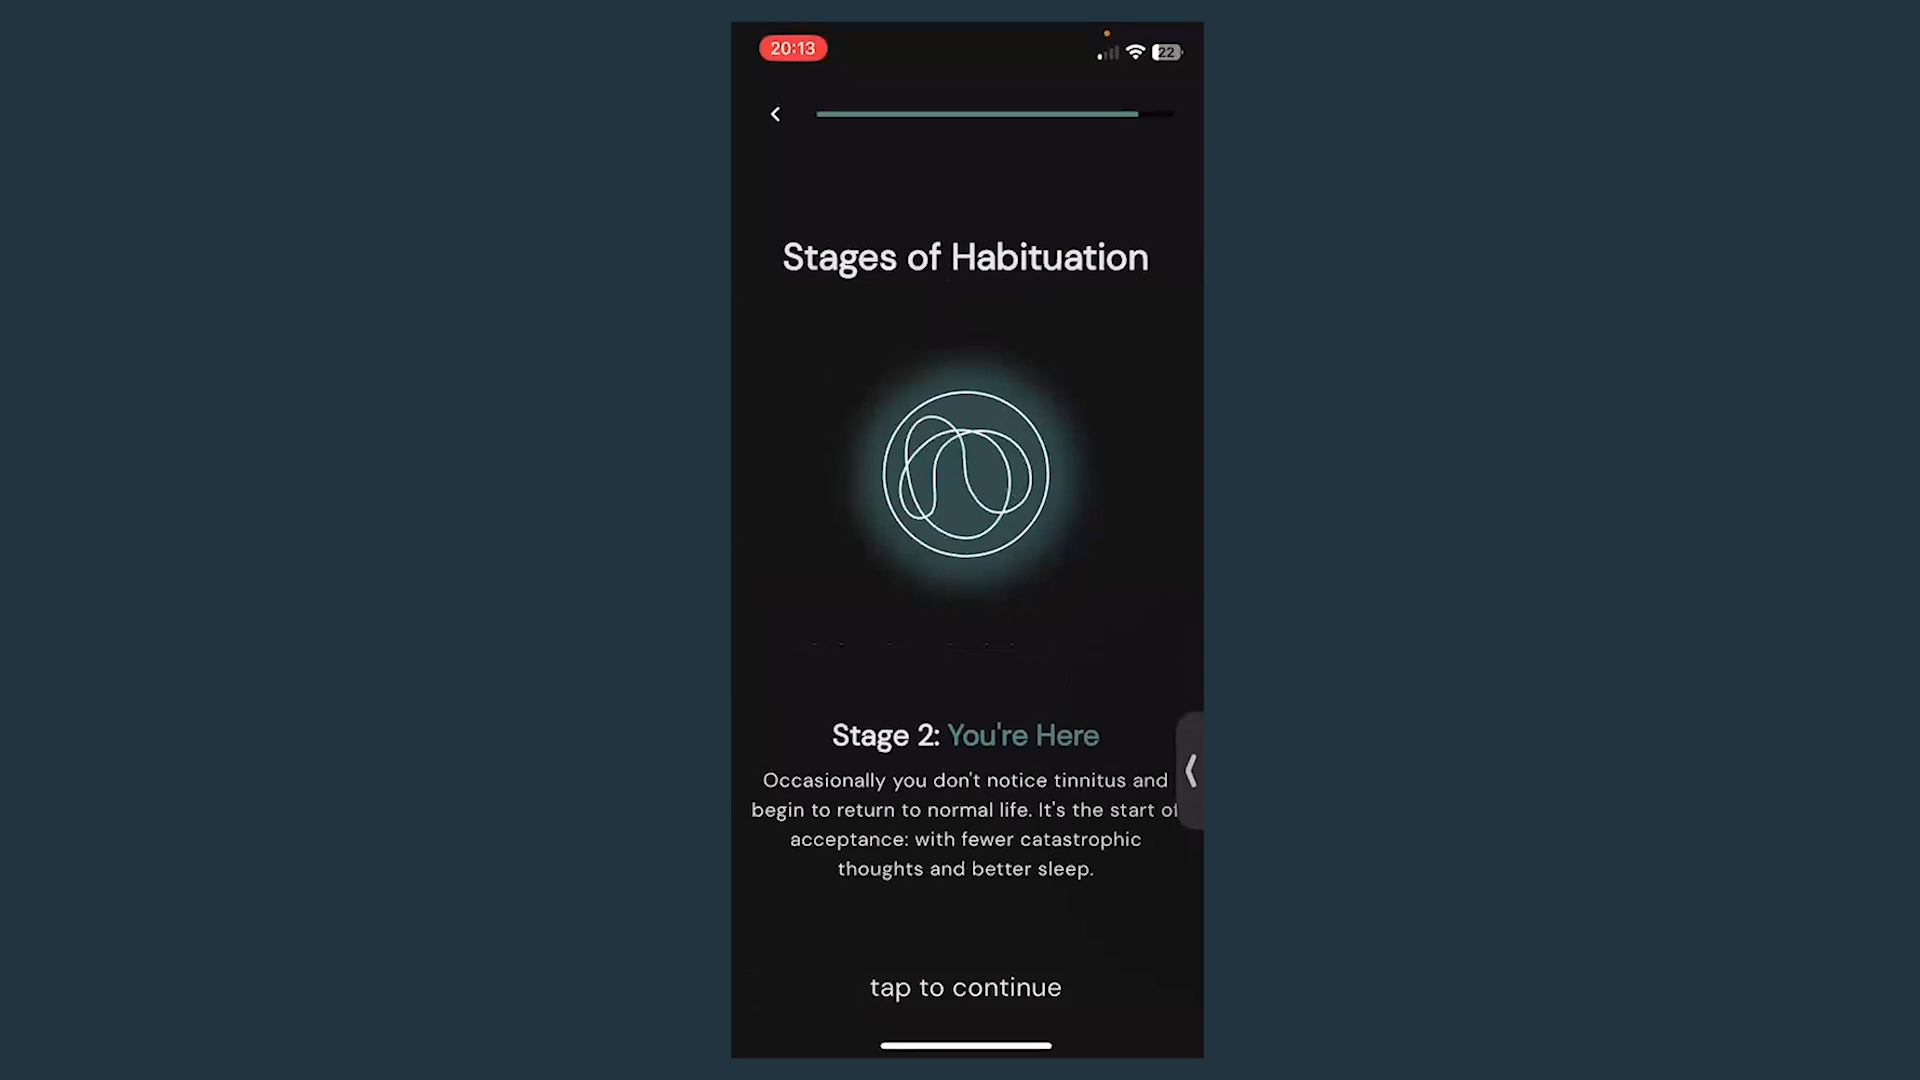 20:13
22
Stages of Habituation
Stage 2: You're Here
Occasionally you don't notice tinnitus and
begin to return to normal life. It's the start of
acceptance: with fewer catastrophic
thoughts and better sleep.
tap to continue